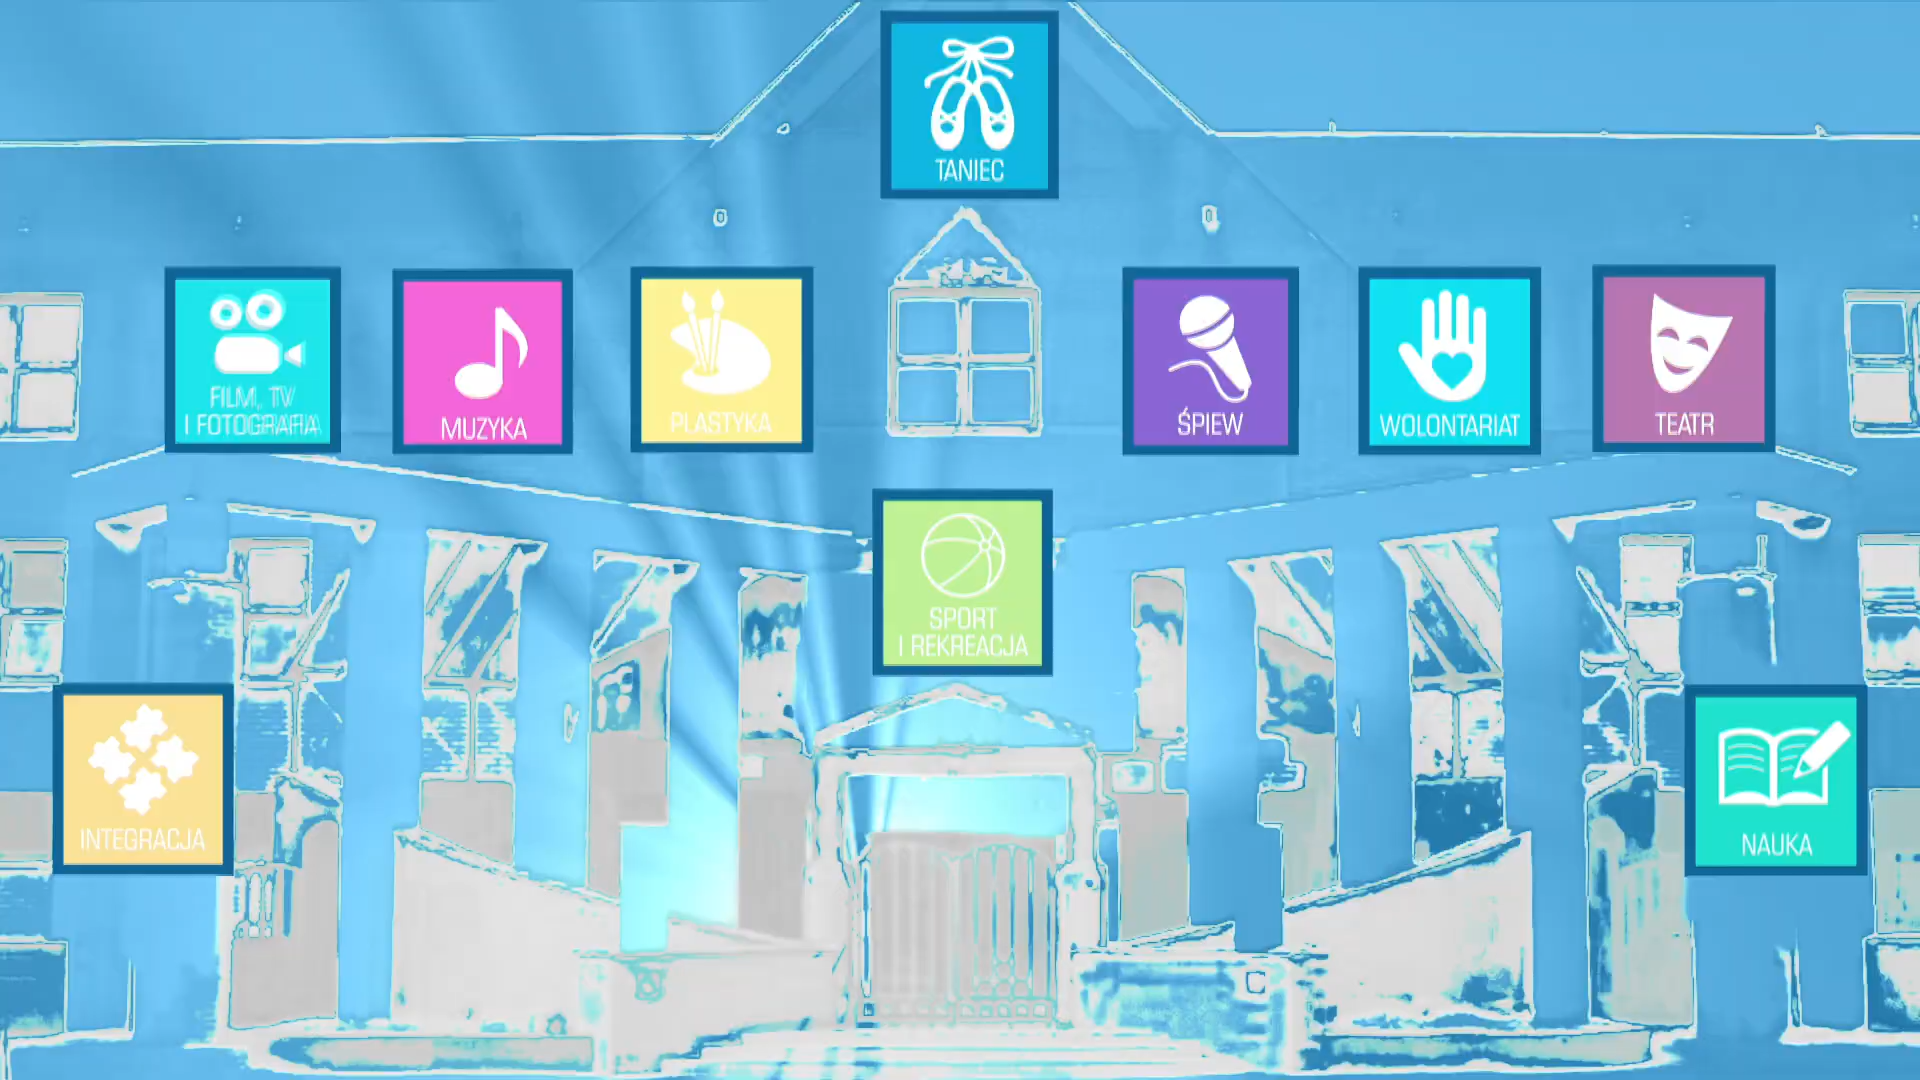 TANIEC
FILM, TV
I FOTOGRAFIA
MUZYKA
PLASTYKA
ŚPIEW
WOLONTARIAT
TEATR
SPORT
I REKREACJA
INTEGRACJA
NAUKA